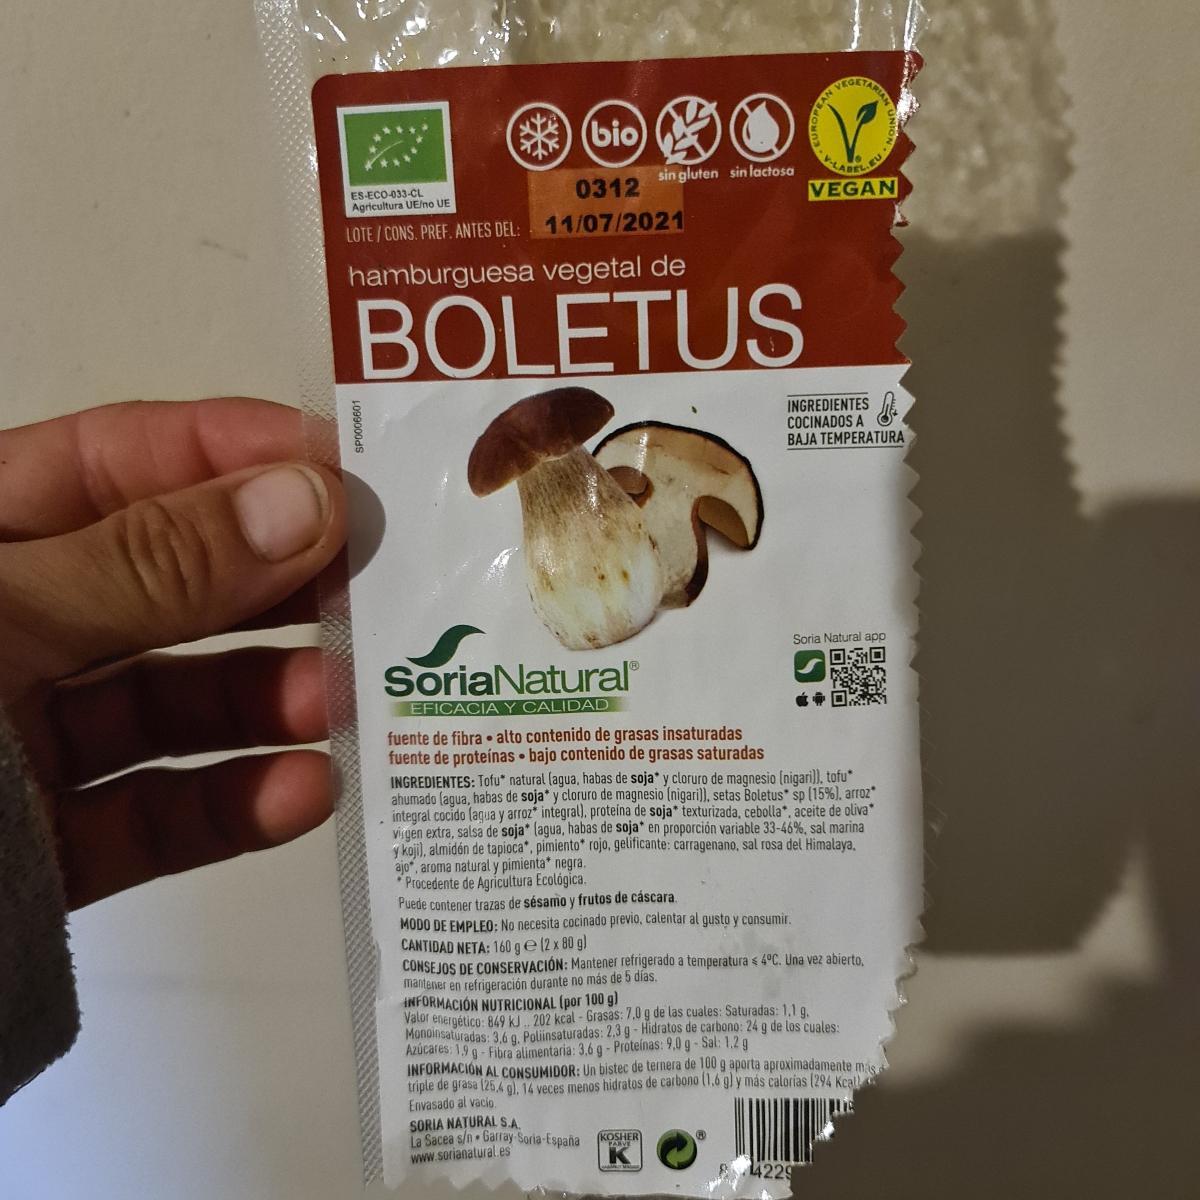 EUROPEAN VEGETARIAN UNION
V-LABEL.EU
bio
sin gluten
sin lactosa
VEGAN
ES-ECO-033-CL
Agricultura UE/no UE
0312
LOTE / CONS. PREF. ANTES DEL: 11/07/2021
hamburguesa vegetal de
BOLETUS
SP0006601
INGREDIENTES
COCINADOS A
BAJA TEMPERATURA
Soria Natural app
SoriaNatural®
EFICACIA Y CALIDAD
fuente de fibra • alto contenido de grasas insaturadas
fuente de proteínas • bajo contenido de grasas saturadas
INGREDIENTES: Tofu* natural (agua, habas de soja* y cloruro de magnesio (nigari)), tofu*
ahumado (agua, habas de soja* y cloruro de magnesio (nigari)), setas Boletus* sp (15%), arroz*
integral cocido (agua y arroz* integral), proteína de soja* texturizada, cebolla*, aceite de oliva*
virgen extra, salsa de soja* (agua, habas de soja* en proporción variable 33-46%, sal marina
y koji), almidón de tapioca*, pimiento* rojo, gelificante: carragenano, sal rosa del Himalaya,
ajo*, aroma natural y pimienta* negra.
* Procedente de Agricultura Ecológica.
Puede contener trazas de sésamo y frutos de cáscara.
MODO DE EMPLEO: No necesita cocinado previo, calentar al gusto y consumir.
CANTIDAD NETA: 160 g e (2 x 80 g)
CONSEJOS DE CONSERVACIÓN: Mantener refrigerado a temperatura ≤ 4ºC. Una vez abierto,
mantener en refrigeración durante no más de 5 días.
INFORMACIÓN NUTRICIONAL (por 100 g)
Valor energético: 849 kJ .. 202 kcal - Grasas: 7,0 g de las cuales: Saturadas: 1,1 g,
Monoinsaturadas: 3,6 g, Poliinsaturadas: 2,3 g - Hidratos de carbono: 24 g de los cuales:
Azúcares: 1,9 g - Fibra alimentaria: 3,6 g - Proteínas: 9,0 g - Sal: 1,2 g
INFORMACIÓN AL CONSUMIDOR: Un bistec de ternera de 100 g aporta aproximadamente más
triple de grasa (25,4 g), 14 veces menos hidratos de carbono (1,6 g) y más calorías (294 Kcal)
Envasado al vacío.
SORIA NATURAL S.A.
La Sacea s/n • Garray-Soria-España
www.sorianatural.es
KOSHER
PARVE
K
®